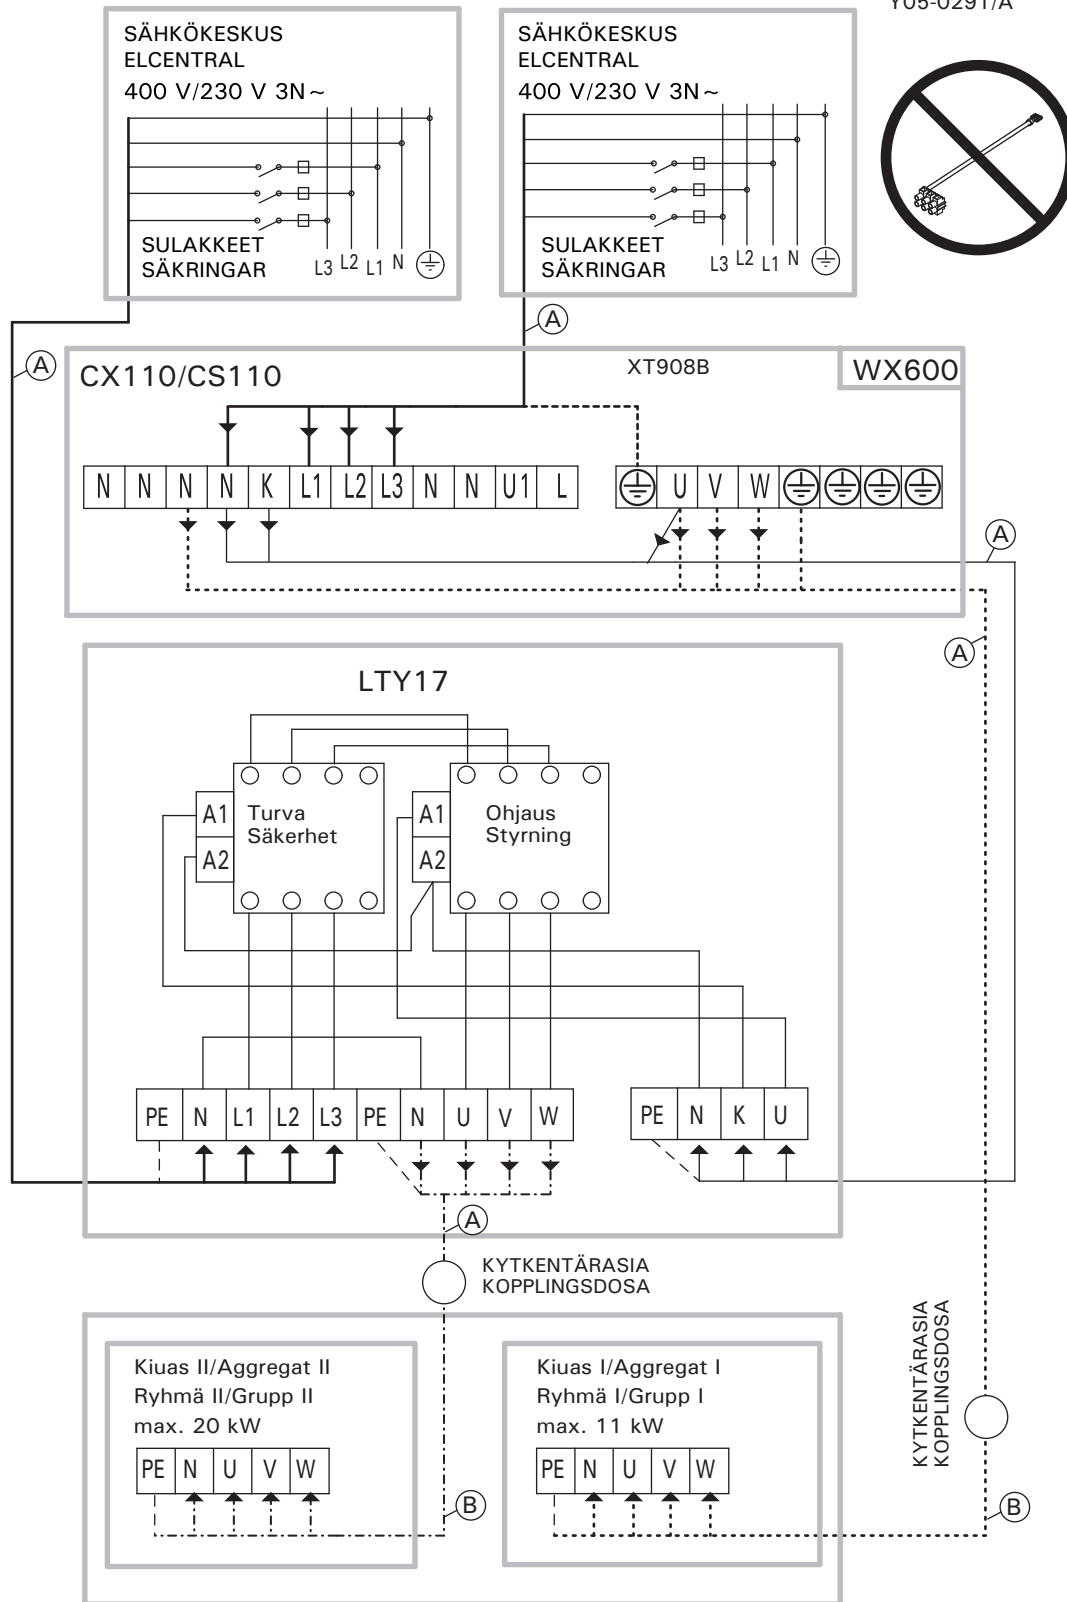 Y05-0291/A
SÄHKÖKESKUS
ELCENTRAL
400 V/230 V 3N~
SULAKKEET
SÄKRINGAR
L3 L2 L1 N
SÄHKÖKESKUS
ELCENTRAL
400 V/230 V 3N~
SULAKKEET
SÄKRINGAR
L3 L2 L1 N
A
A
CX110/CS110
XT908B
WX600
N N N N K L1 L2 L3 N N U1 L
U V W
A
A
LTY17
A1
A2
Turva
Säkerhet
A1
A2
Ohjaus
Styrning
PE N L1 L2 L3 PE N U V W
PE N K U
A
KYTKENTÄRASIA
KOPPLINGSDOSA
KYTKENTÄRASIA
KOPPLINGSDOSA
Kiuas II/Aggregat II
Ryhmä II/Grupp II
max. 20 kW
PE N U V W
B
Kiuas I/Aggregat I
Ryhmä I/Grupp I
max. 11 kW
PE N U V W
B